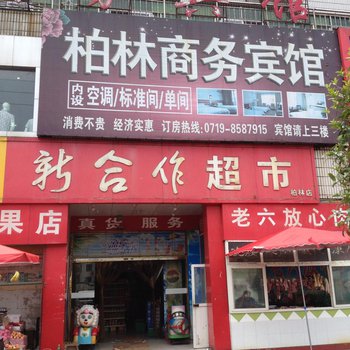 柏林商务宾馆
内设 空调/标准间/单间
消费不贵 经济实惠 订房热线:0719-8587915 宾馆请上三楼
新合作超市
柏林店
果店
真货 服务
老六放心肉